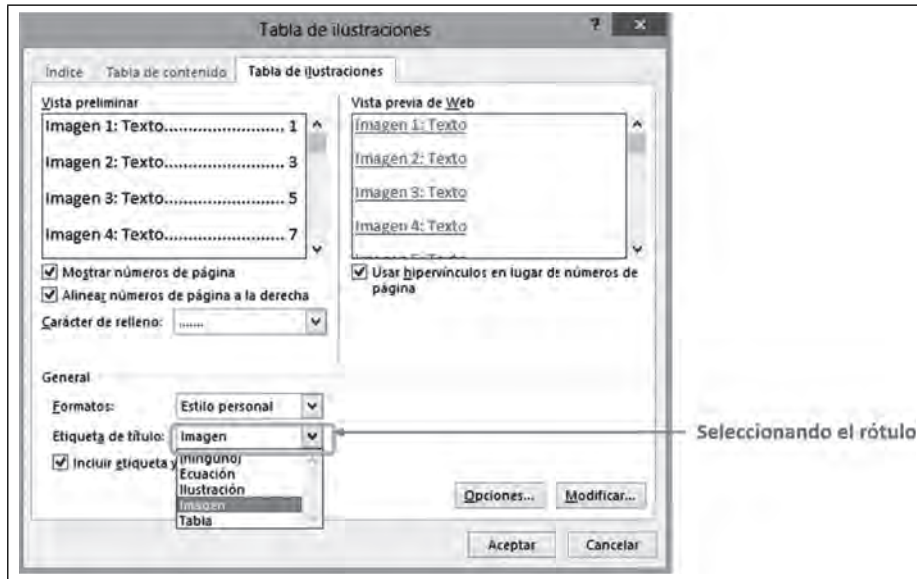 Tabla de ilustraciones
? x
Índice Tabla de contenido Tabla de ilustraciones
Vista preliminar
Imagen 1: Texto........................... 1
Imagen 2: Texto........................... 3
Imagen 3: Texto........................... 5
Imagen 4: Texto........................... 7
Mostrar números de página
Alinear números de página a la derecha
Carácter de relleno: .......
Vista previa de Web
Imagen 1: Texto
Imagen 2: Texto
Imagen 3: Texto
Imagen 4: Texto
Usar hipervínculos en lugar de números de
página
General
Formatos: Estilo personal
Etiqueta de título: Imagen
Seleccionando el rótulo
Incluir etiqueta y
(ninguno)
Ecuación
Ilustración
Imagen
Tabla
Opciones... Modificar...
Aceptar Cancelar